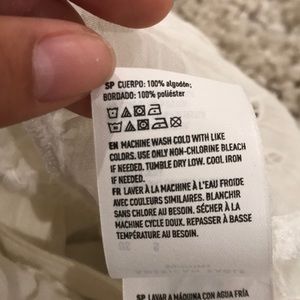 SP CUERPO: 100% algodón;
BORDADO: 100% poliéster
EN MACHINE WASH COLD WITH LIKE
COLORS. USE ONLY NON-CHLORINE BLEACH
IF NEEDED. TUMBLE DRY LOW. COOL IRON
IF NEEDED.
FR LAVER À LA MACHINE À L'EAU FROIDE
AVEC COULEURS SIMILAIRES. BLANCHIR
SANS CHLORE AU BESOIN. SÉCHER À LA
MACHINE CYCLE DOUX. REPASSER À BASSE
TEMPÉRATURE AU BESOIN.
SP LAVAR A MÁQUINA CON AGUA FRÍA